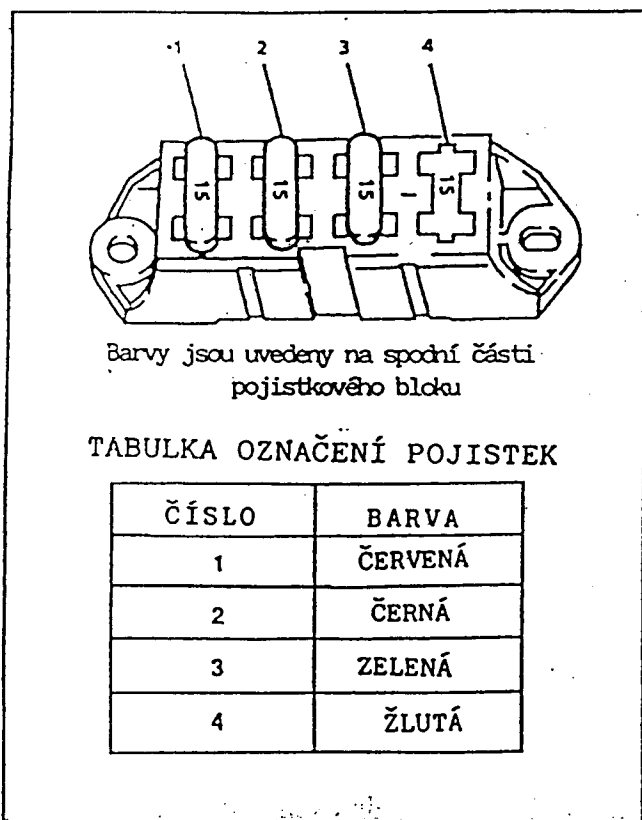 1 2 3 4
15 15 15 15
Barvy jsou uvedeny na spodní části
pojistkového bloku
TABULKA OZNAČENÍ POJISTEK
ČÍSLO BARVA
1 ČERVENÁ
2 ČERNÁ
3 ZELENÁ
4 ŽLUTÁ